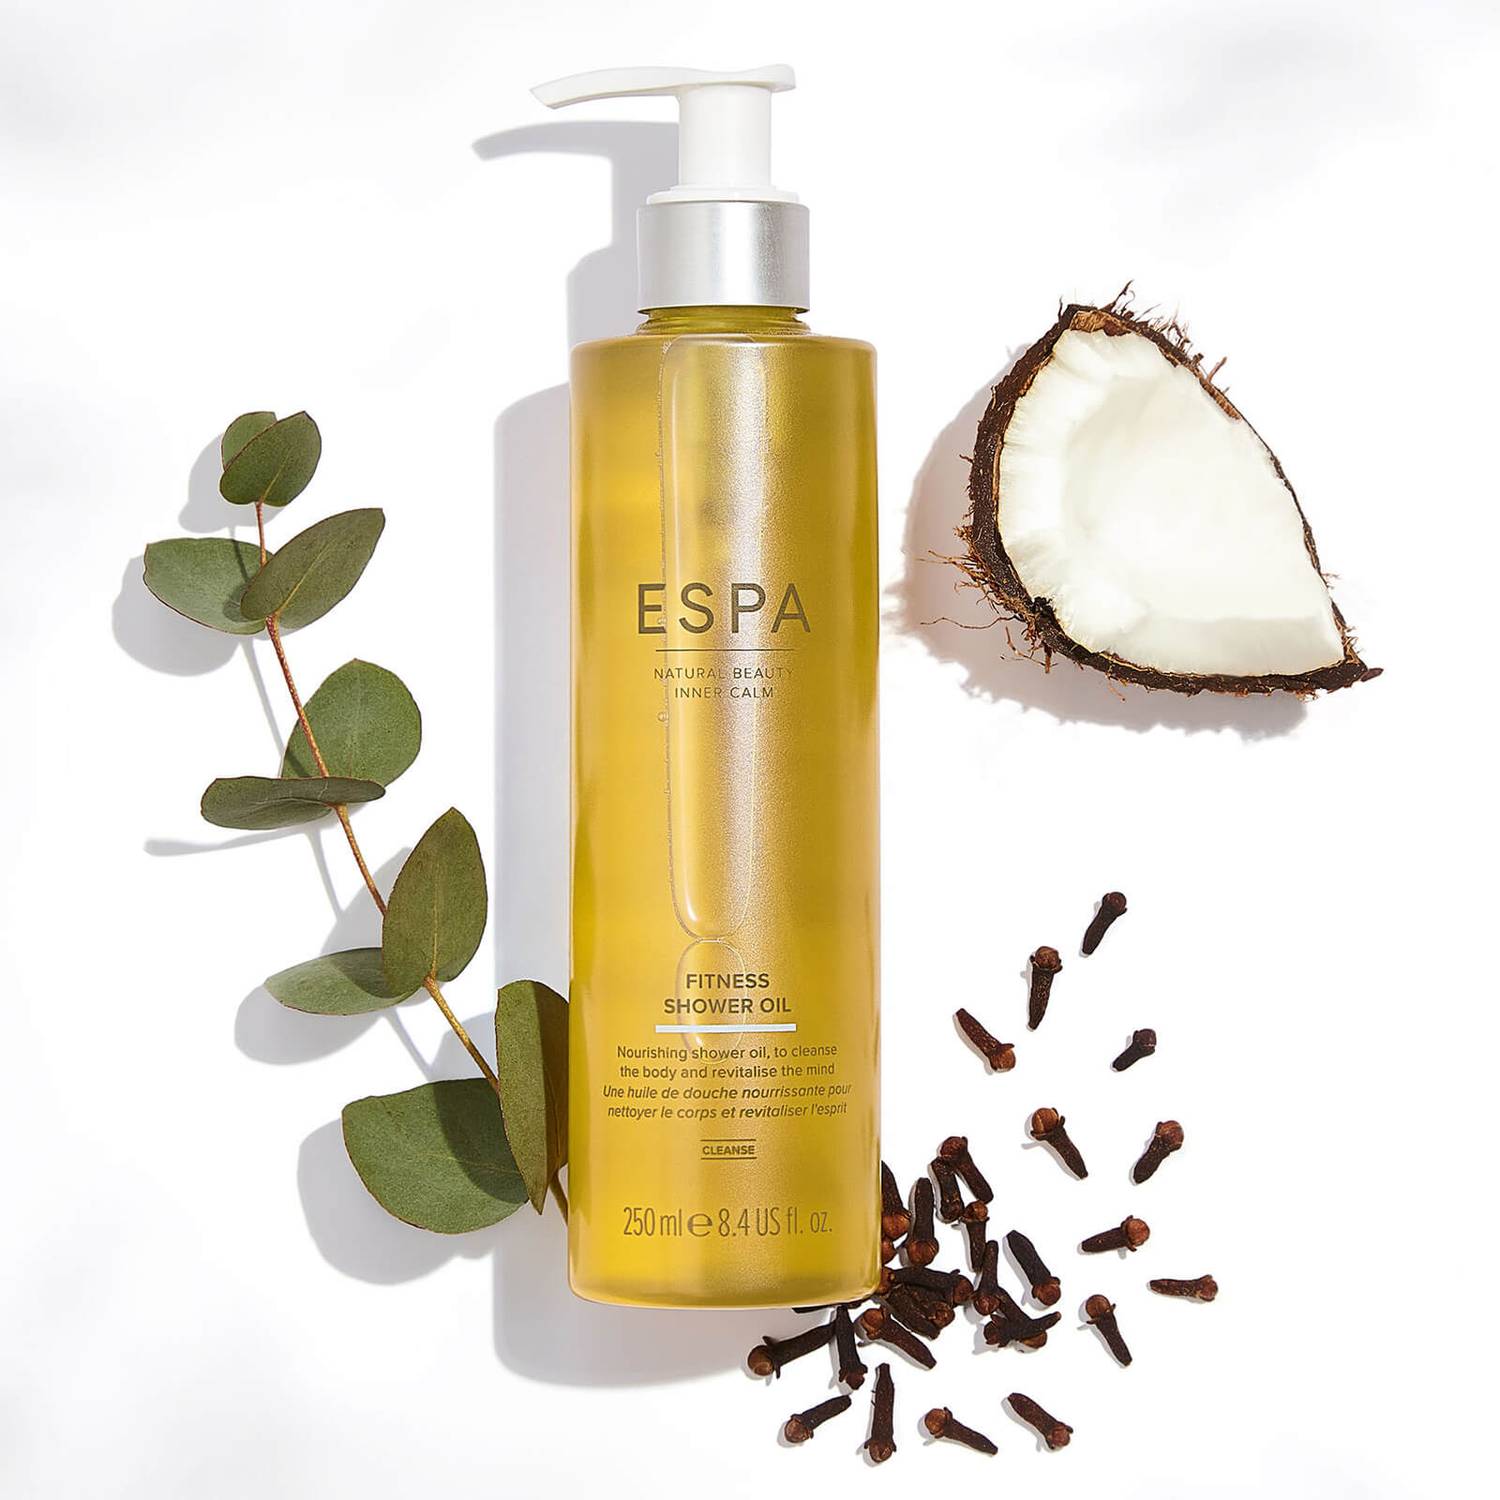 ESPA
NATURAL BEAUTY
INNER CALM
FITNESS
SHOWER OIL
Nourishing shower oil, to cleanse
the body and revitalise the mind
Une huile de douche nourrissante pour
nettoyer le corps et revitaliser l'esprit
CLEANSE
250 ml e 8.4 US fl. oz.